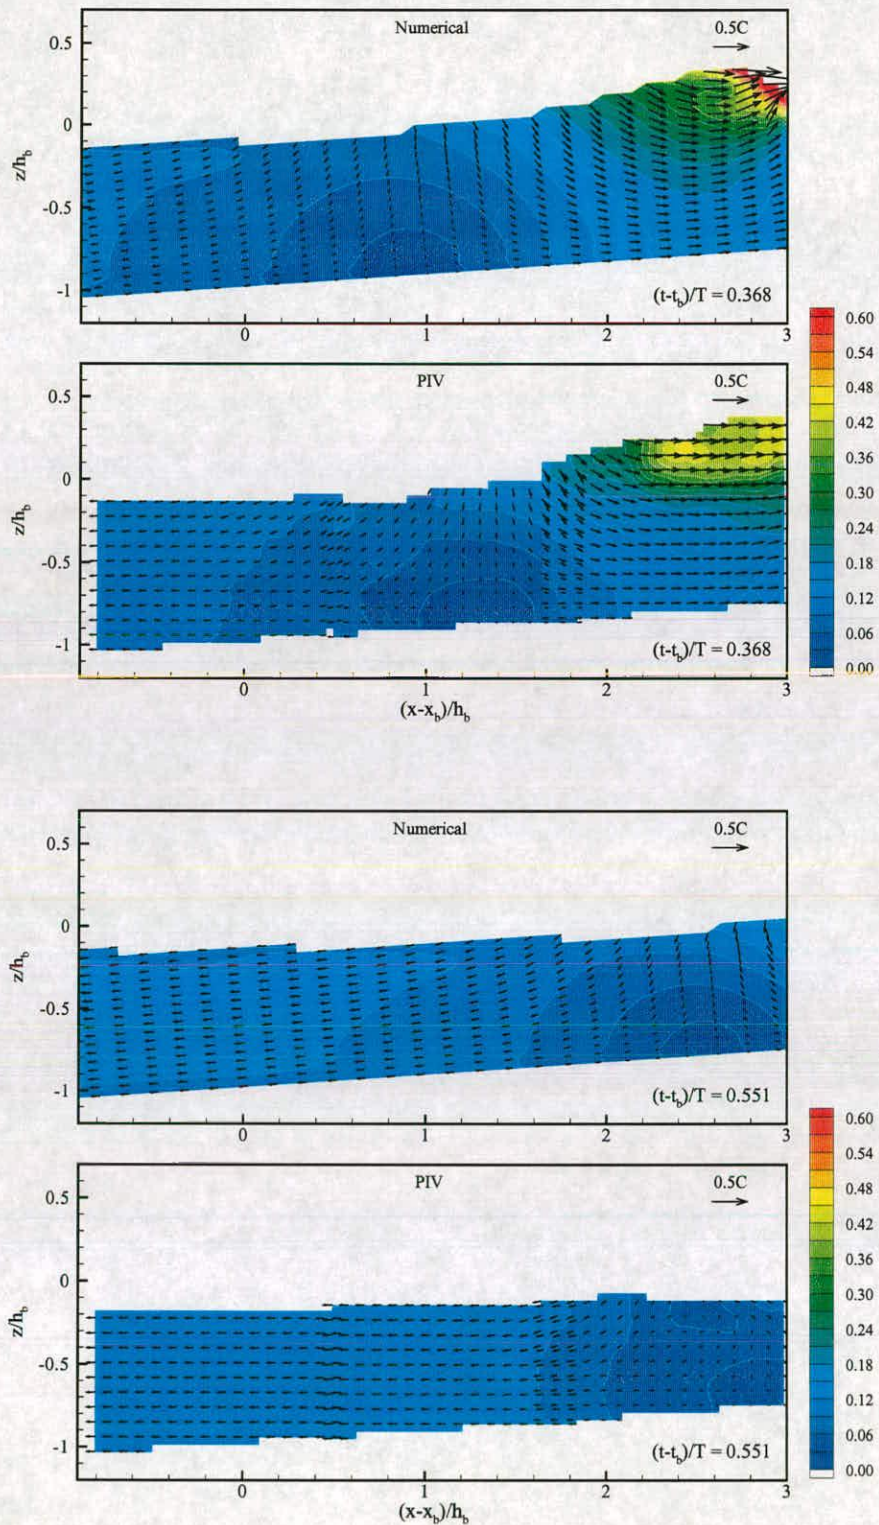 Numerical
0.5C
0.5
0
-0.5
-1
z/h_b
(t-t_b)/T = 0.368
0 1 2 3
PIV
0.5C
0.5
0
-0.5
-1
z/h_b
(t-t_b)/T = 0.368
0 1 2 3
(x-x_b)/h_b
0.60
0.54
0.48
0.42
0.36
0.30
0.24
0.18
0.12
0.06
0.00
Numerical
0.5C
0.5
0
-0.5
-1
z/h_b
(t-t_b)/T = 0.551
0 1 2 3
PIV
0.5C
0.5
0
-0.5
-1
z/h_b
(t-t_b)/T = 0.551
0 1 2 3
(x-x_b)/h_b
0.60
0.54
0.48
0.42
0.36
0.30
0.24
0.18
0.12
0.06
0.00